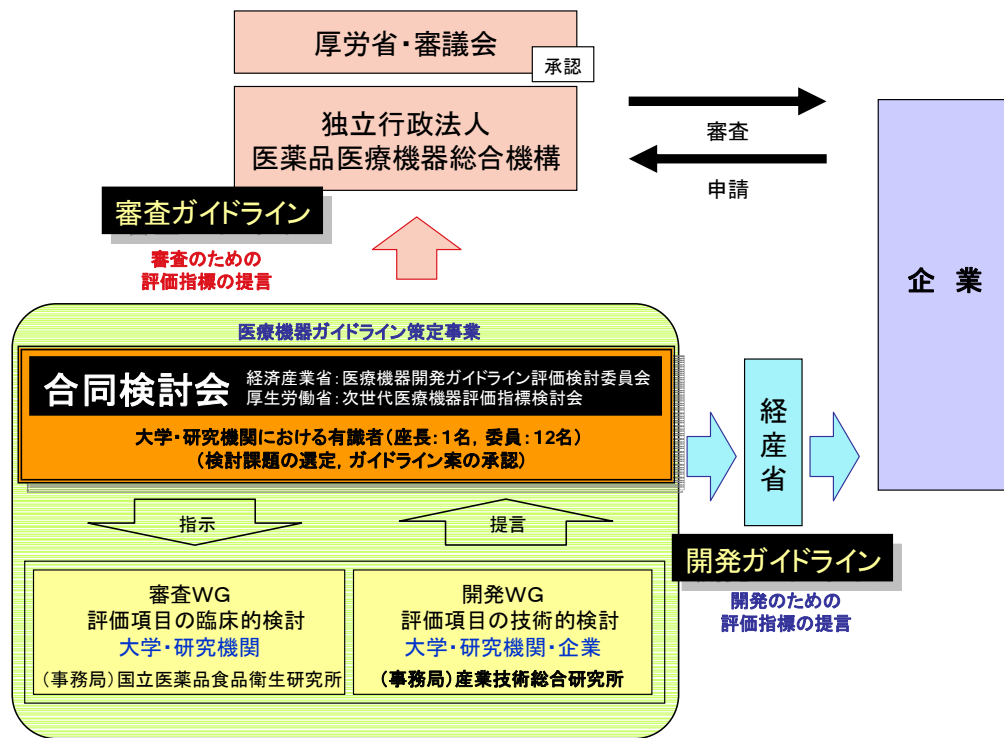 厚労省・審議会
承認
独立行政法人
医薬品医療機器総合機構
審査
申請
企　業
審査ガイドライン
審査のための
評価指標の提言
医療機器ガイドライン策定事業
合同検討会
経済産業省：医療機器開発ガイドライン評価検討委員会
厚生労働省：次世代医療機器評価指標検討会
大学・研究機関における有識者（座長：１名，委員：１２名）
（検討課題の選定，ガイドライン案の承認）
経産省
指示
提言
開発ガイドライン
開発のための
評価指標の提言
審査ＷＧ
評価項目の臨床的検討
大学・研究機関
（事務局）国立医薬品食品衛生研究所
開発ＷＧ
評価項目の技術的検討
大学・研究機関・企業
（事務局）産業技術総合研究所